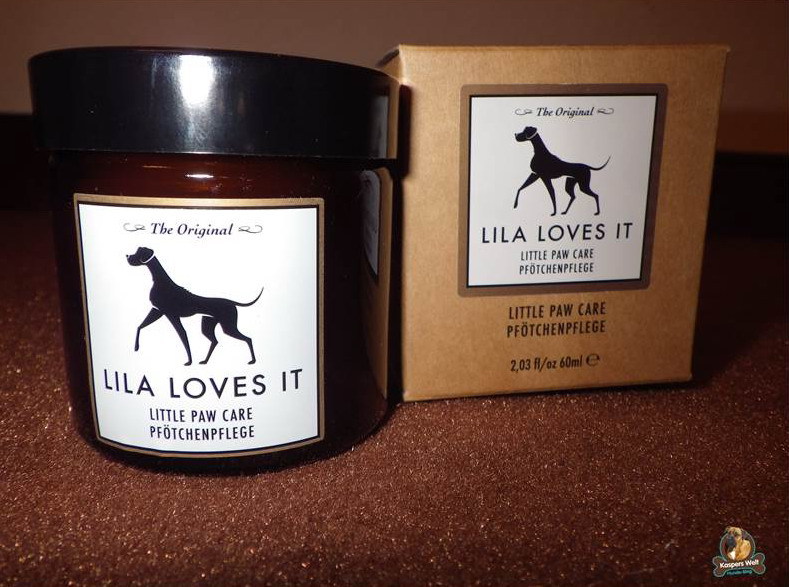 The Original
LILA LOVES IT
LITTLE PAW CARE
PFÖTCHENPFLEGE
The Original
LILA LOVES IT
LITTLE PAW CARE
PFÖTCHENPFLEGE
LITTLE PAW CARE
PFÖTCHENPFLEGE
2,03 fl/oz 60ml ℮
Kaspers Welt